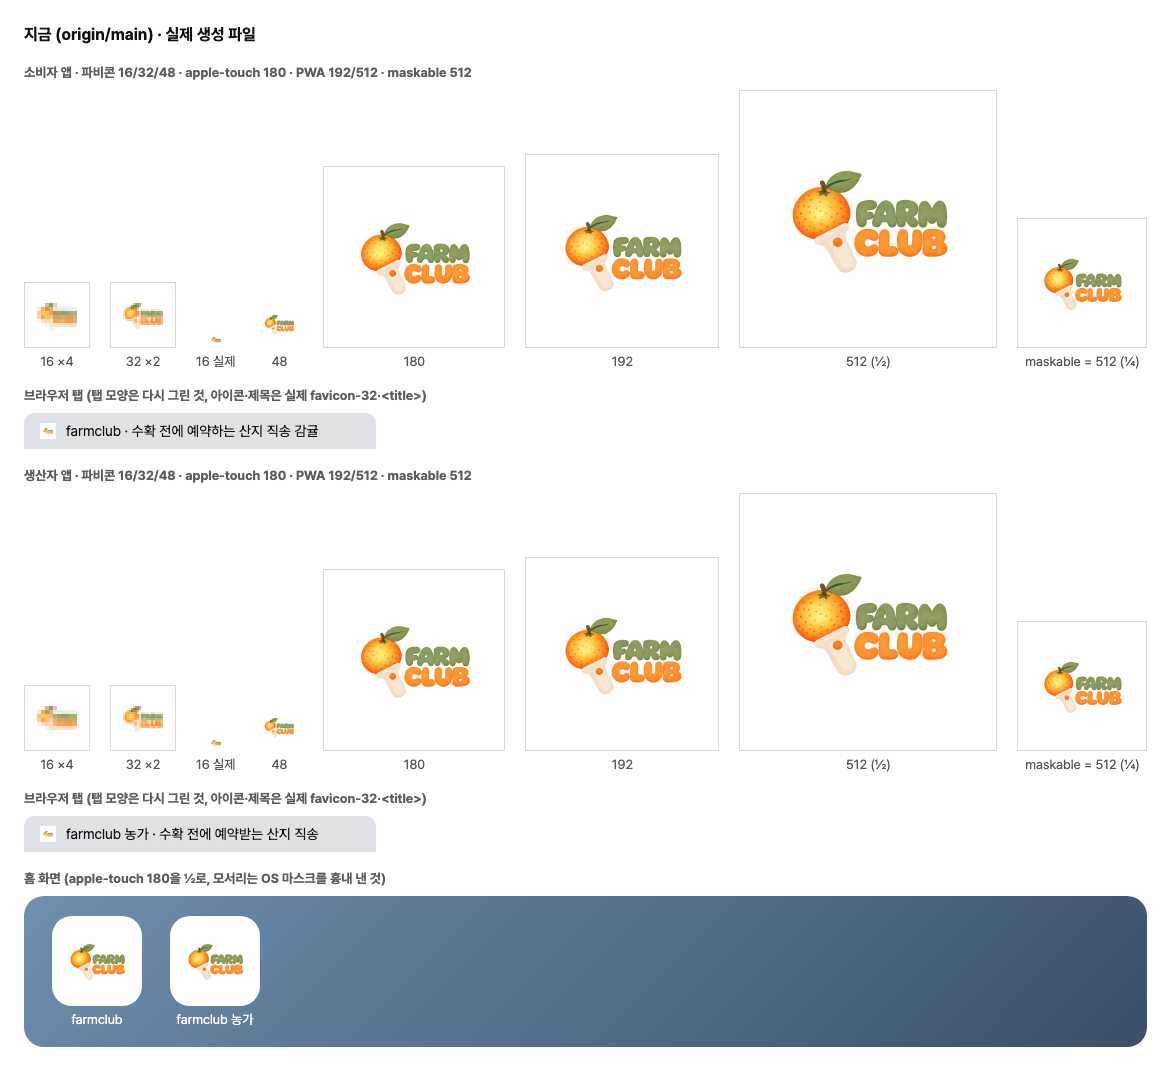 지금 (origin/main) · 실제 생성 파일
소비자 앱 · 파비콘 16/32/48 · apple-touch 180 · PWA 192/512 · maskable 512
FARM
CLUB
FARM
CLUB
FARM
CLUB
FARM
CLUB
FARM
CLUB
FARM
CLUB
16 ×4
32 ×2
16 실제
48
180
192
512 (½)
maskable = 512 (¼)
브라우저 탭 (탭 모양은 다시 그린 것, 아이콘·제목은 실제 favicon-32·<title>)
farmclub · 수확 전에 예약하는 산지 직송 감귤
생산자 앱 · 파비콘 16/32/48 · apple-touch 180 · PWA 192/512 · maskable 512
FARM
CLUB
FARM
CLUB
FARM
CLUB
FARM
CLUB
FARM
CLUB
FARM
CLUB
16 ×4
32 ×2
16 실제
48
180
192
512 (½)
maskable = 512 (¼)
브라우저 탭 (탭 모양은 다시 그린 것, 아이콘·제목은 실제 favicon-32·<title>)
farmclub 농가 · 수확 전에 예약받는 산지 직송
홈 화면 (apple-touch 180을 ½로, 모서리는 OS 마스크를 흉내 낸 것)
FARM
CLUB
FARM
CLUB
farmclub
farmclub 농가